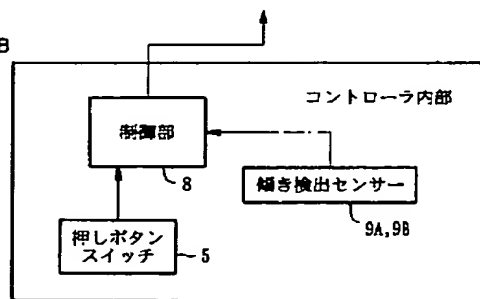 B
コントローラ内部
制御部
8
傾き検出センサー
9A,9B
押しボタン
スイッチ
5